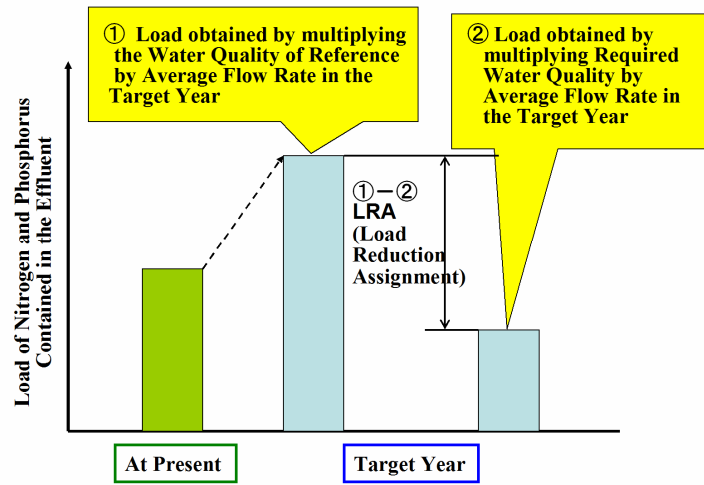 ① Load obtained by multiplying
the Water Quality of Reference
by Average Flow Rate in the
Target Year
② Load obtained by
multiplying Required
Water Quality by
Average Flow Rate in
the Target Year
Load of Nitrogen and Phosphorus
Contained in the Effluent
①－②
LRA
(Load
Reduction
Assignment)
At Present
Target Year